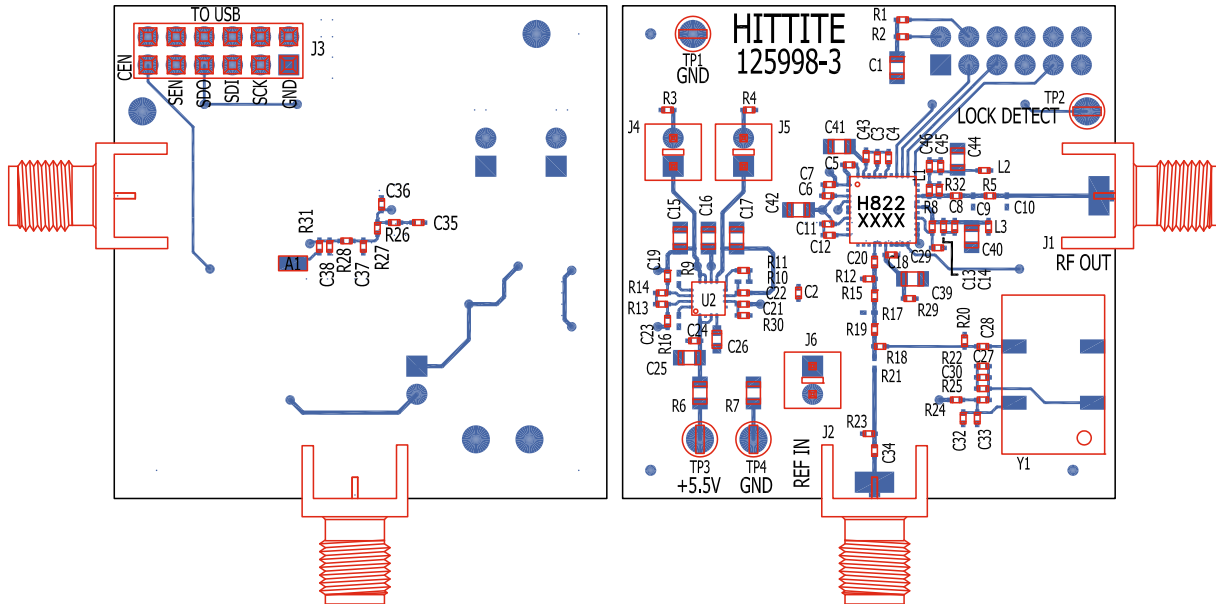 TO USB
J3
CEN
SEN
SDO
SDI
SCK
GND
C36
R26
C35
R31
A1
C38
R28
C37
R27
HITTITE
125998-3
TP1
GND
R1
R2
C1
TP2
LOCK DETECT
R3
R4
J4
J5
C41
C43
C3
C4
C5
C7
C6
C42
C11
C12
H822
XXXX
L1
C46
C45
C44
L2
R32
R5
R8
C8
C9
C10
L3
C40
J1
RF OUT
C15
C16
C17
C19
R9
R11
R10
R14
R13
U2
C22
C21
R30
C2
C23
R16
C24
C25
C26
C20
C18
C29
R12
R15
C39
C13
C14
R17
R29
R19
R18
R20
C28
R22
C27
C30
R25
R24
R21
R23
C32
C33
C34
Y1
J6
R6
R7
TP3
+5.5V
TP4
GND
REF IN
J2